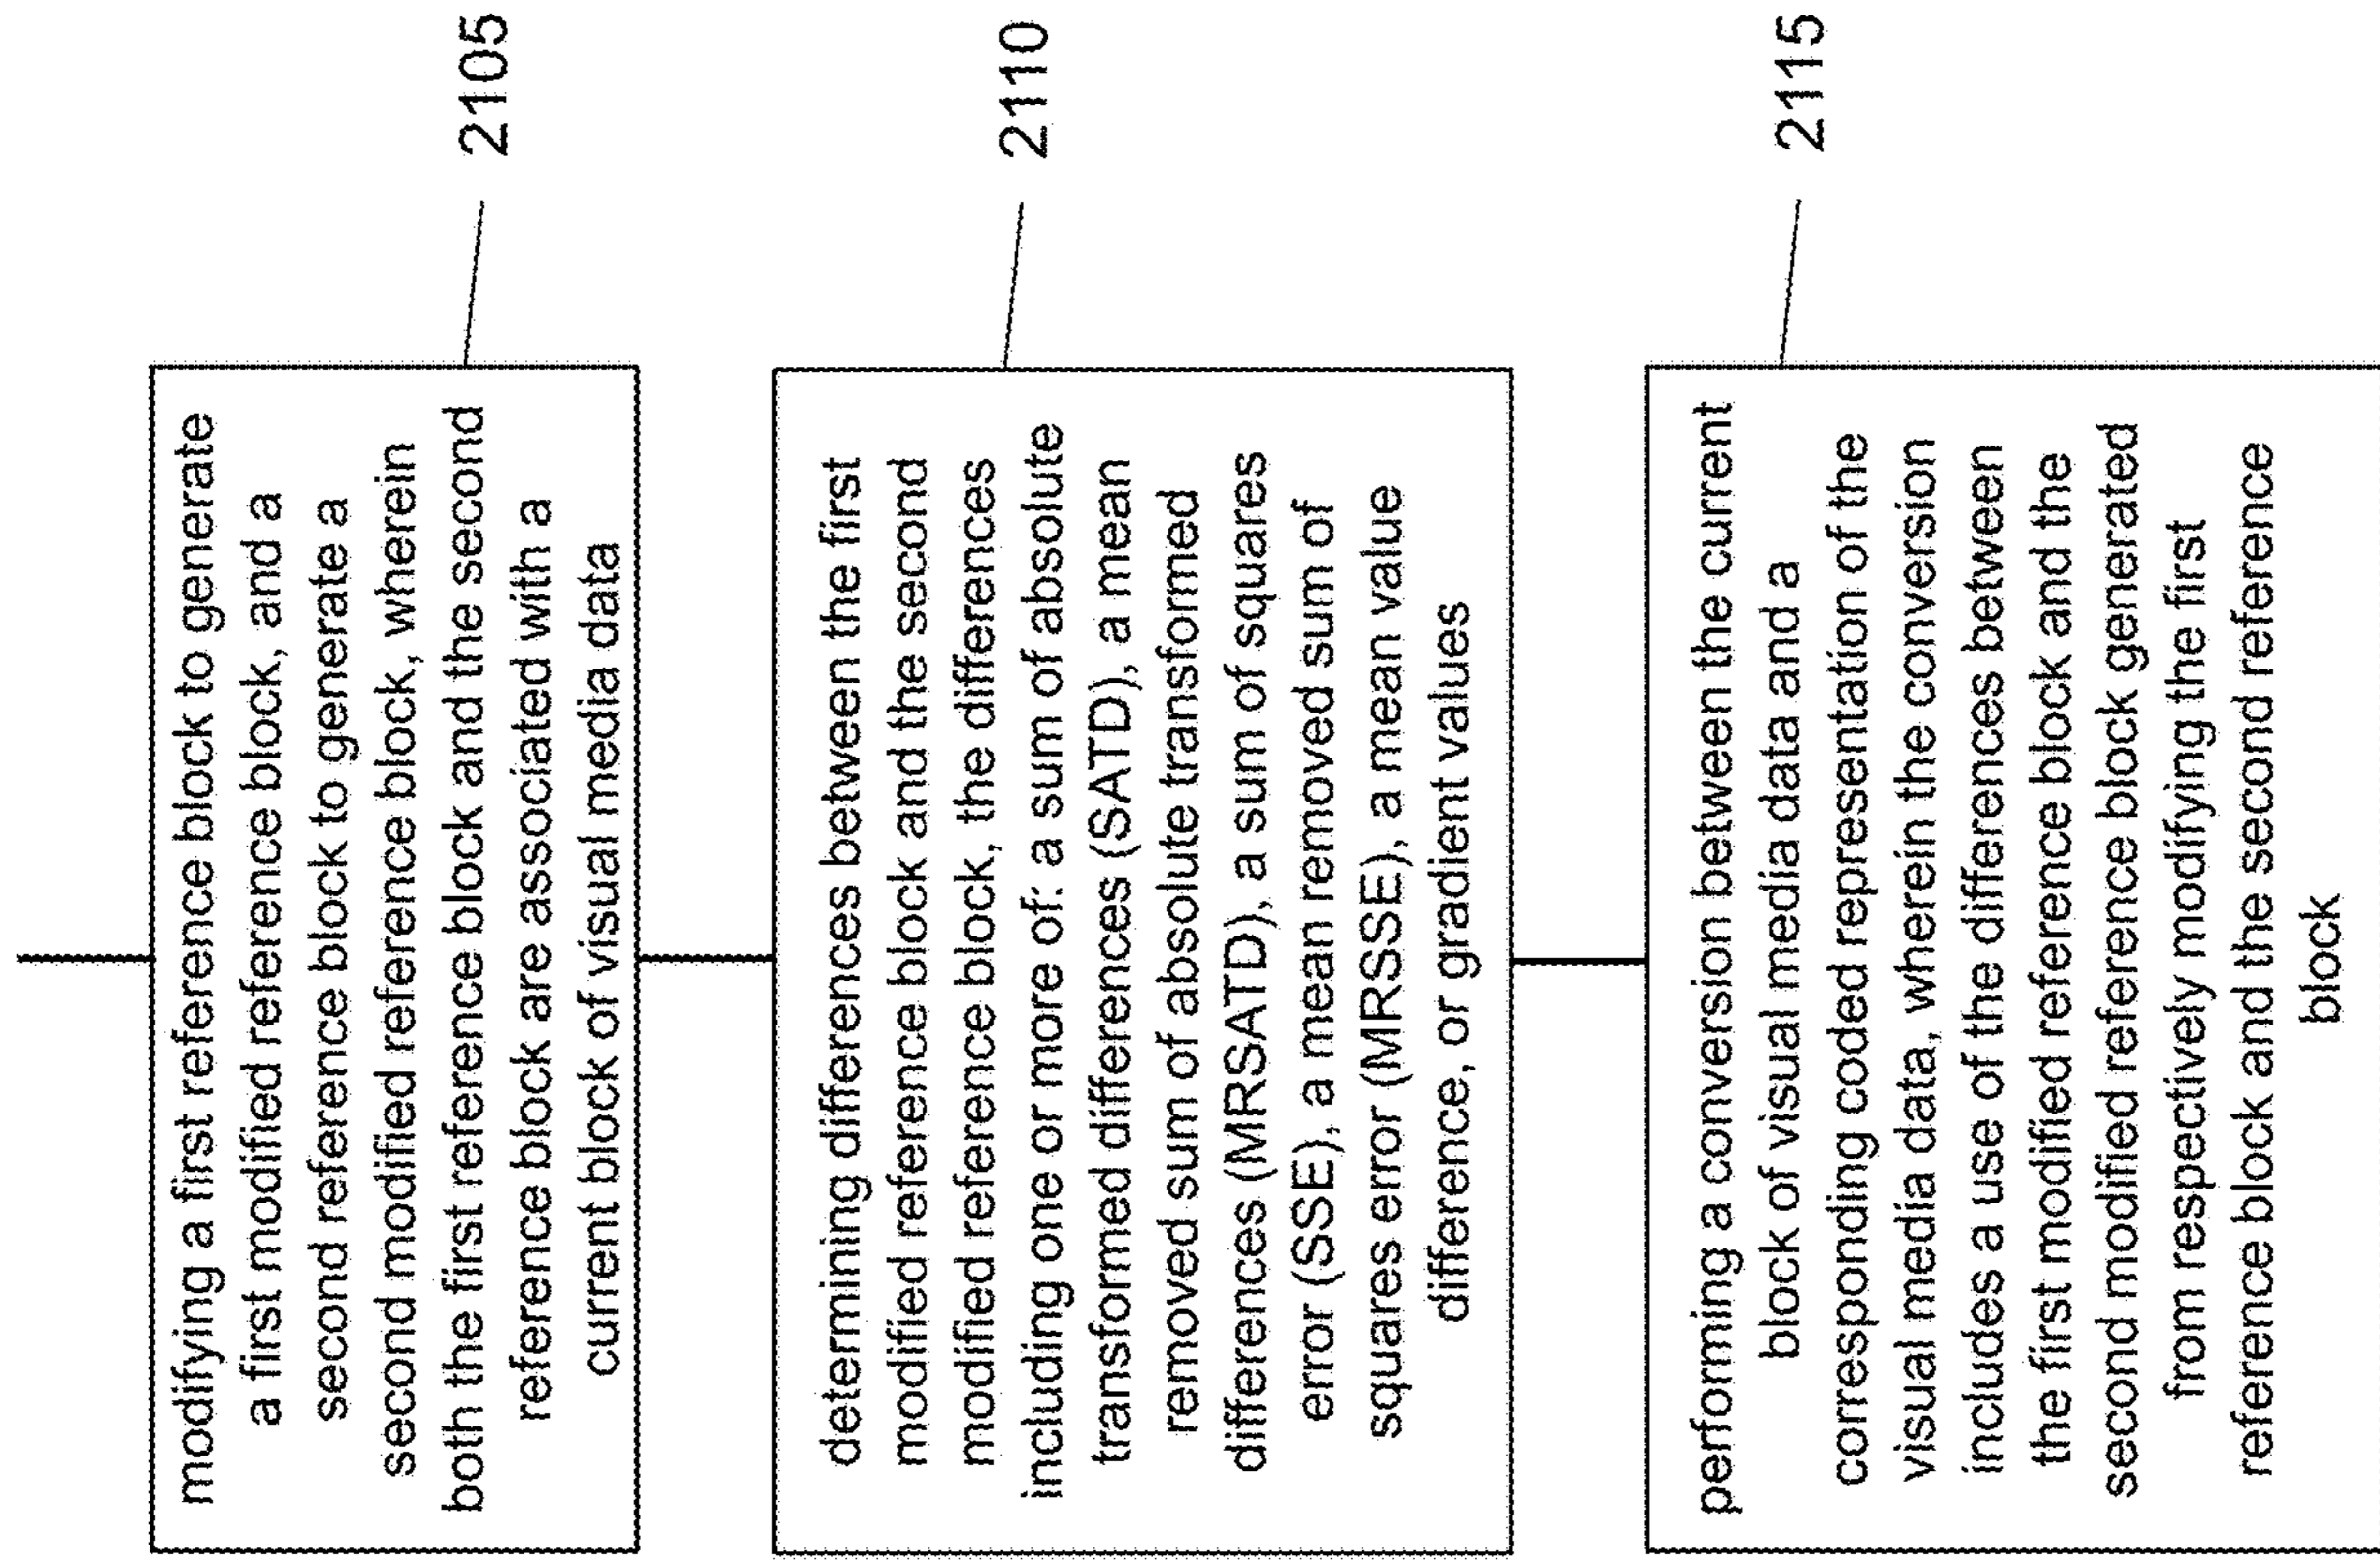 modifying a first reference block to generate
a first modified reference block, and a
second reference block to generate a
second modified reference block, wherein
both the first reference block and the second
reference block are associated with a
current block of visual media data
2105
determining differences between the first
modified reference block and the second
modified reference block, the differences
including one or more of: a sum of absolute
transformed differences (SATD), a mean
removed sum of absolute transformed
differences (MRSATD), a sum of squares
error (SSE), a mean removed sum of
squares error (MRSSE), a mean value
difference, or gradient values
2110
performing a conversion between the current
block of visual media data and a
corresponding coded representation of the
visual media data, wherein the conversion
includes a use of the differences between
the first modified reference block and the
second modified reference block generated
from respectively modifying the first
reference block and the second reference
block
2115